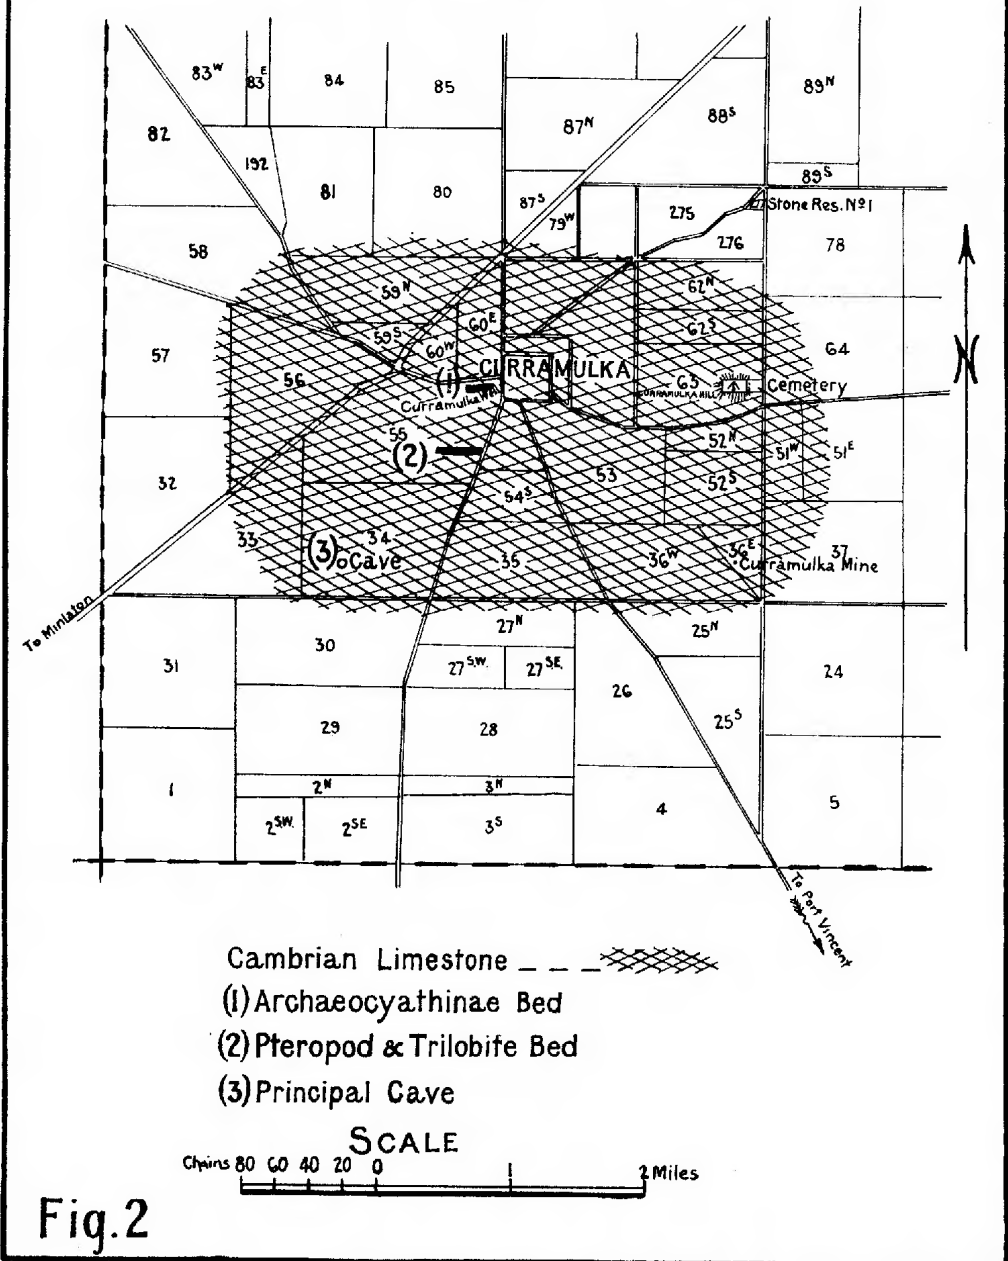 83W 83E 84 85 87N 88S 89N
82 192 81 80 87S 79W 275 89S
Stone Res. Nº1
58 276 78
59N 62N
59S 60W 60E 62S
57 56 CURRAMULKA 63 64
(1) CURRAMULKA HILL Cemetery
Curramulka
55 52N 51W 51E
(2)
32 54S 53 52S
33 34 35 36W 36E 37
(3) Cave Curramulka Mine
To Minlaton
31 30 27N 25N 24
27S.W. 27S.E. 26
29 28 25S
1 2N 3N 4 5
2S.W. 2SE 3S
To Port Vincent
N
Cambrian Limestone
(1) Archaeocyathinae Bed
(2) Pteropod & Trilobite Bed
(3) Principal Cave
SCALE
Chains 80 60 40 20 0 1 2 Miles
Fig. 2